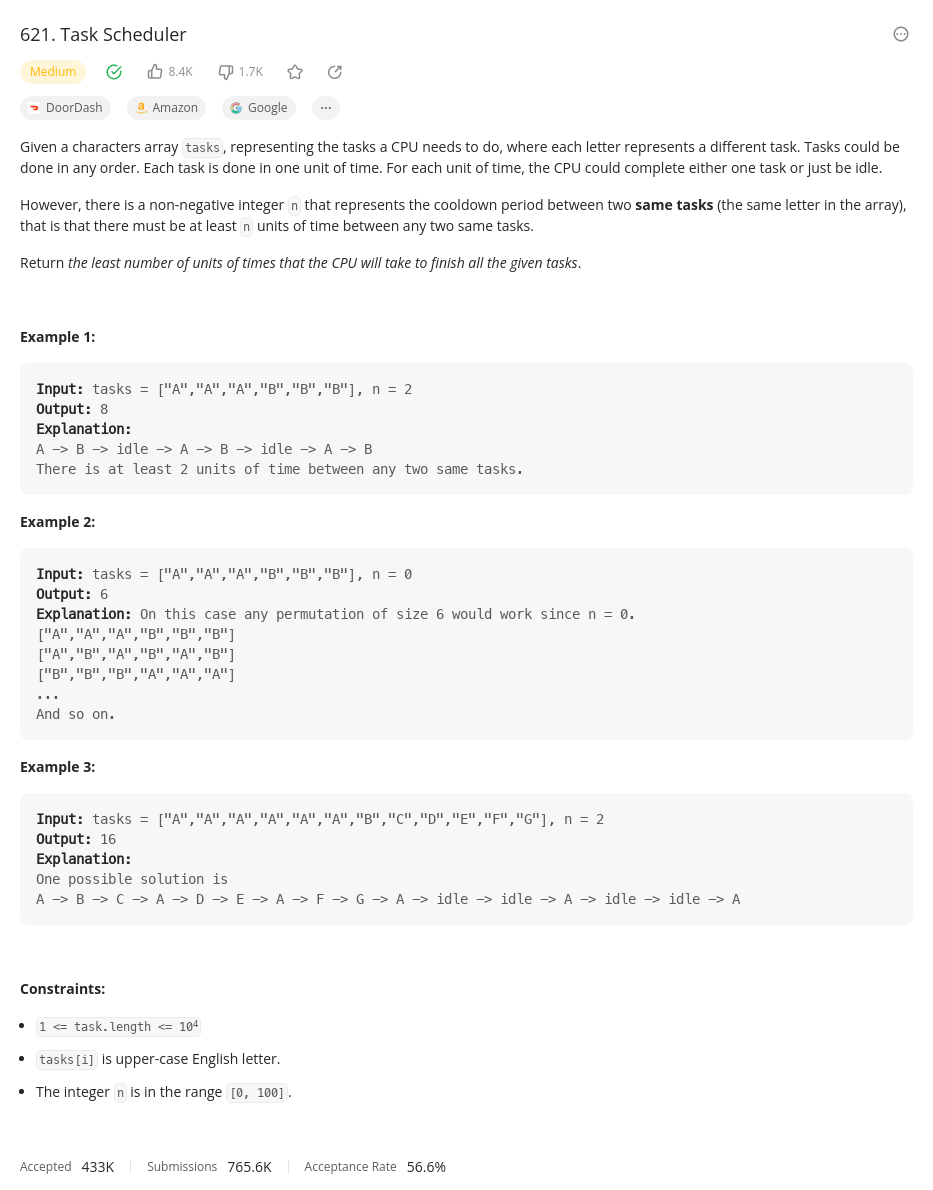 621. Task Scheduler
Medium 8.4K 1.7K
DoorDash Amazon Google ...
Given a characters array tasks, representing the tasks a CPU needs to do, where each letter represents a different task. Tasks could be
done in any order. Each task is done in one unit of time. For each unit of time, the CPU could complete either one task or just be idle.
However, there is a non-negative integer n that represents the cooldown period between two same tasks (the same letter in the array),
that is that there must be at least n units of time between any two same tasks.
Return the least number of units of times that the CPU will take to finish all the given tasks.
Example 1:
Input: tasks = ["A","A","A","B","B","B"], n = 2
Output: 8
Explanation:
A -> B -> idle -> A -> B -> idle -> A -> B
There is at least 2 units of time between any two same tasks.
Example 2:
Input: tasks = ["A","A","A","B","B","B"], n = 0
Output: 6
Explanation: On this case any permutation of size 6 would work since n = 0.
["A","A","A","B","B","B"]
["A","B","A","B","A","B"]
["B","B","B","A","A","A"]
...
And so on.
Example 3:
Input: tasks = ["A","A","A","A","A","A","B","C","D","E","F","G"], n = 2
Output: 16
Explanation:
One possible solution is
A -> B -> C -> A -> D -> E -> A -> F -> G -> A -> idle -> idle -> A -> idle -> idle -> A
Constraints:
• 1 <= task.length <= 10⁴
• tasks[i] is upper-case English letter.
• The integer n is in the range [0, 100].
Accepted 433K Submissions 765.6K Acceptance Rate 56.6%